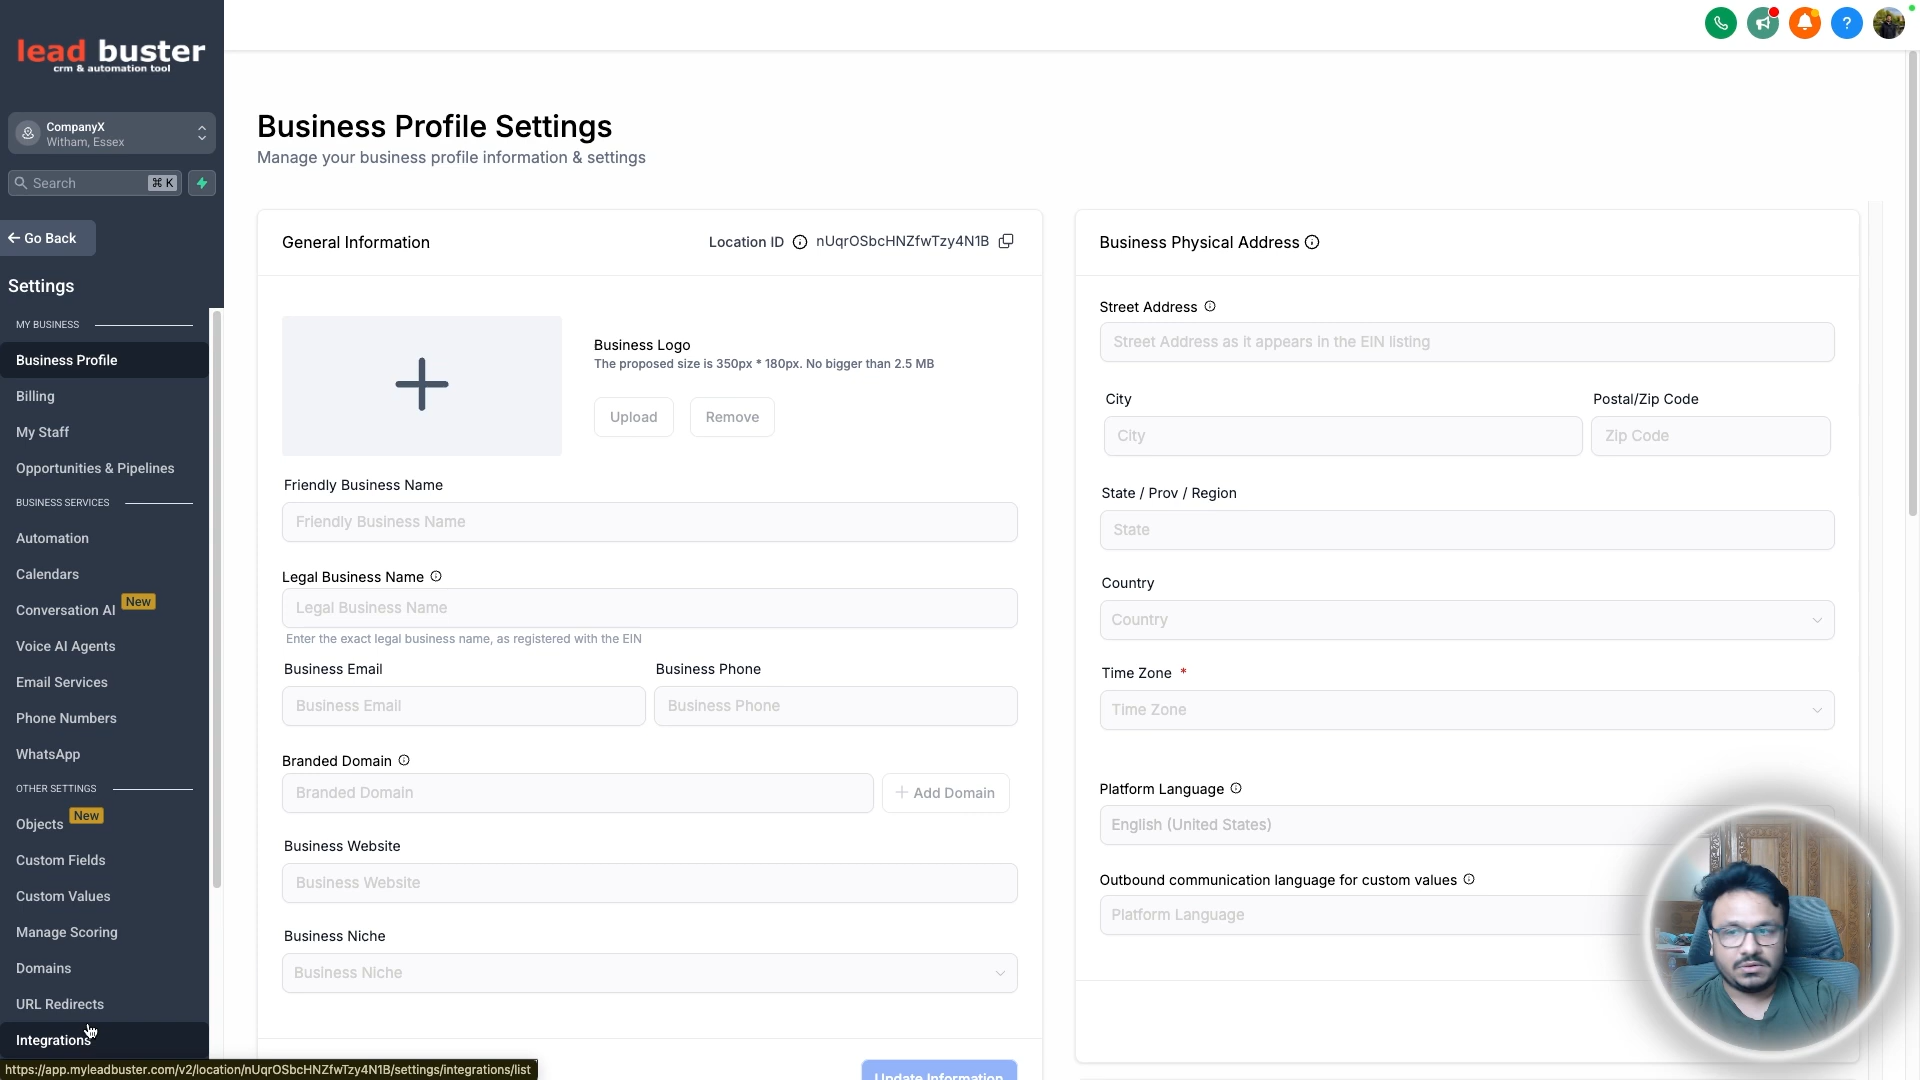 lead buster
crm & automation tool
CompanyX
Witham, Essex
Search
⌘ K
← Go Back
Settings
MY BUSINESS
Business Profile
Billing
My Staff
Opportunities & Pipelines
BUSINESS SERVICES
Automation
Calendars
Conversation AI New
Voice AI Agents
Email Services
Phone Numbers
WhatsApp
OTHER SETTINGS
Objects New
Custom Fields
Custom Values
Manage Scoring
Domains
URL Redirects
Integrations
https://app.myleadbuster.com/v2/location/nUqrOSbcHNZfwTzy4N1B/settings/integrations/list
Business Profile Settings
Manage your business profile information & settings
General Information
Location ID nUqrOSbcHNZfwTzy4N1B
Business Logo
The proposed size is 350px * 180px. No bigger than 2.5 MB
Upload
Remove
Friendly Business Name
Friendly Business Name
Legal Business Name
Legal Business Name
Enter the exact legal business name, as registered with the EIN
Business Email
Business Phone
Business Email
Business Phone
Branded Domain
Branded Domain
+ Add Domain
Business Website
Business Website
Business Niche
Business Niche
Update Information
Business Physical Address
Street Address
Street Address as it appears in the EIN listing
City
Postal/Zip Code
City
Zip Code
State / Prov / Region
State
Country
Country
Time Zone *
Time Zone
Platform Language
English (United States)
Outbound communication language for custom values
Platform Language